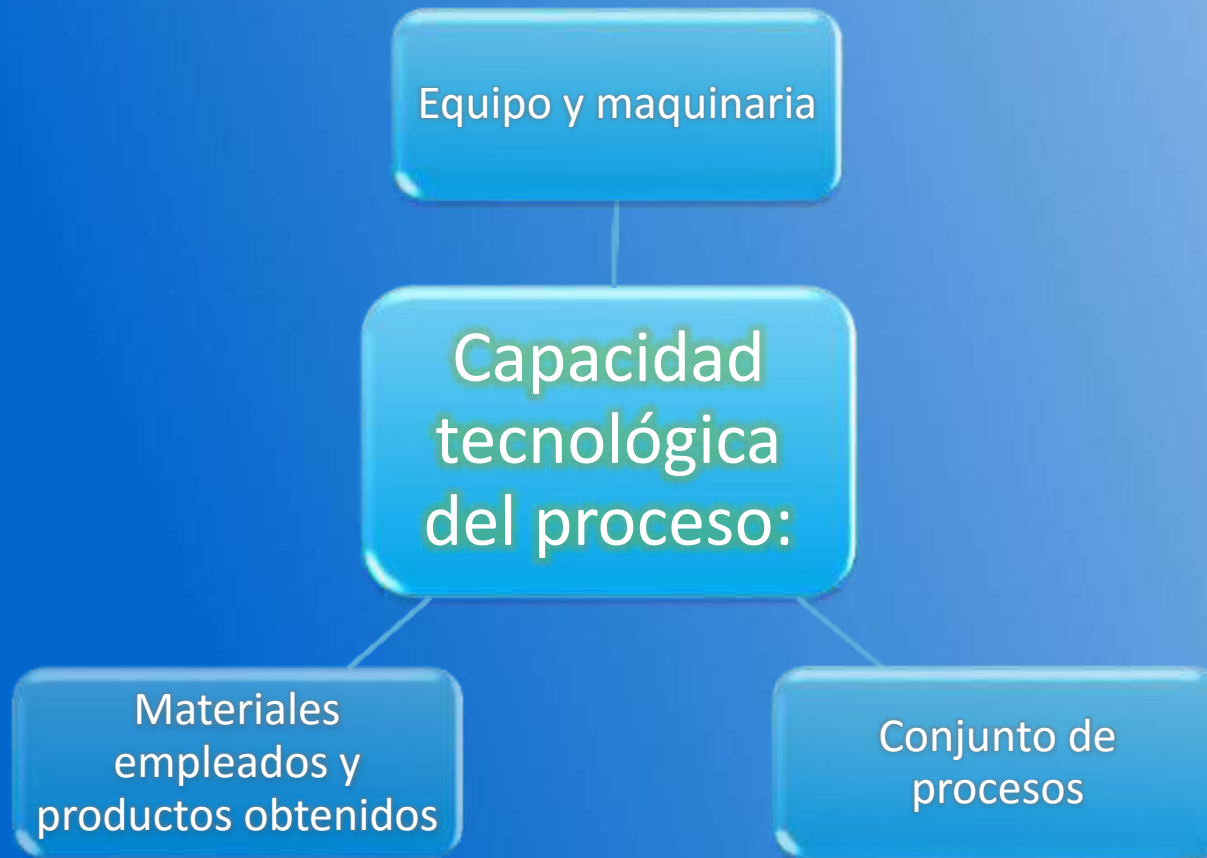 Equipo y maquinaria
Capacidad
tecnológica
del proceso:
Materiales
empleados y
productos obtenidos
Conjunto de
procesos